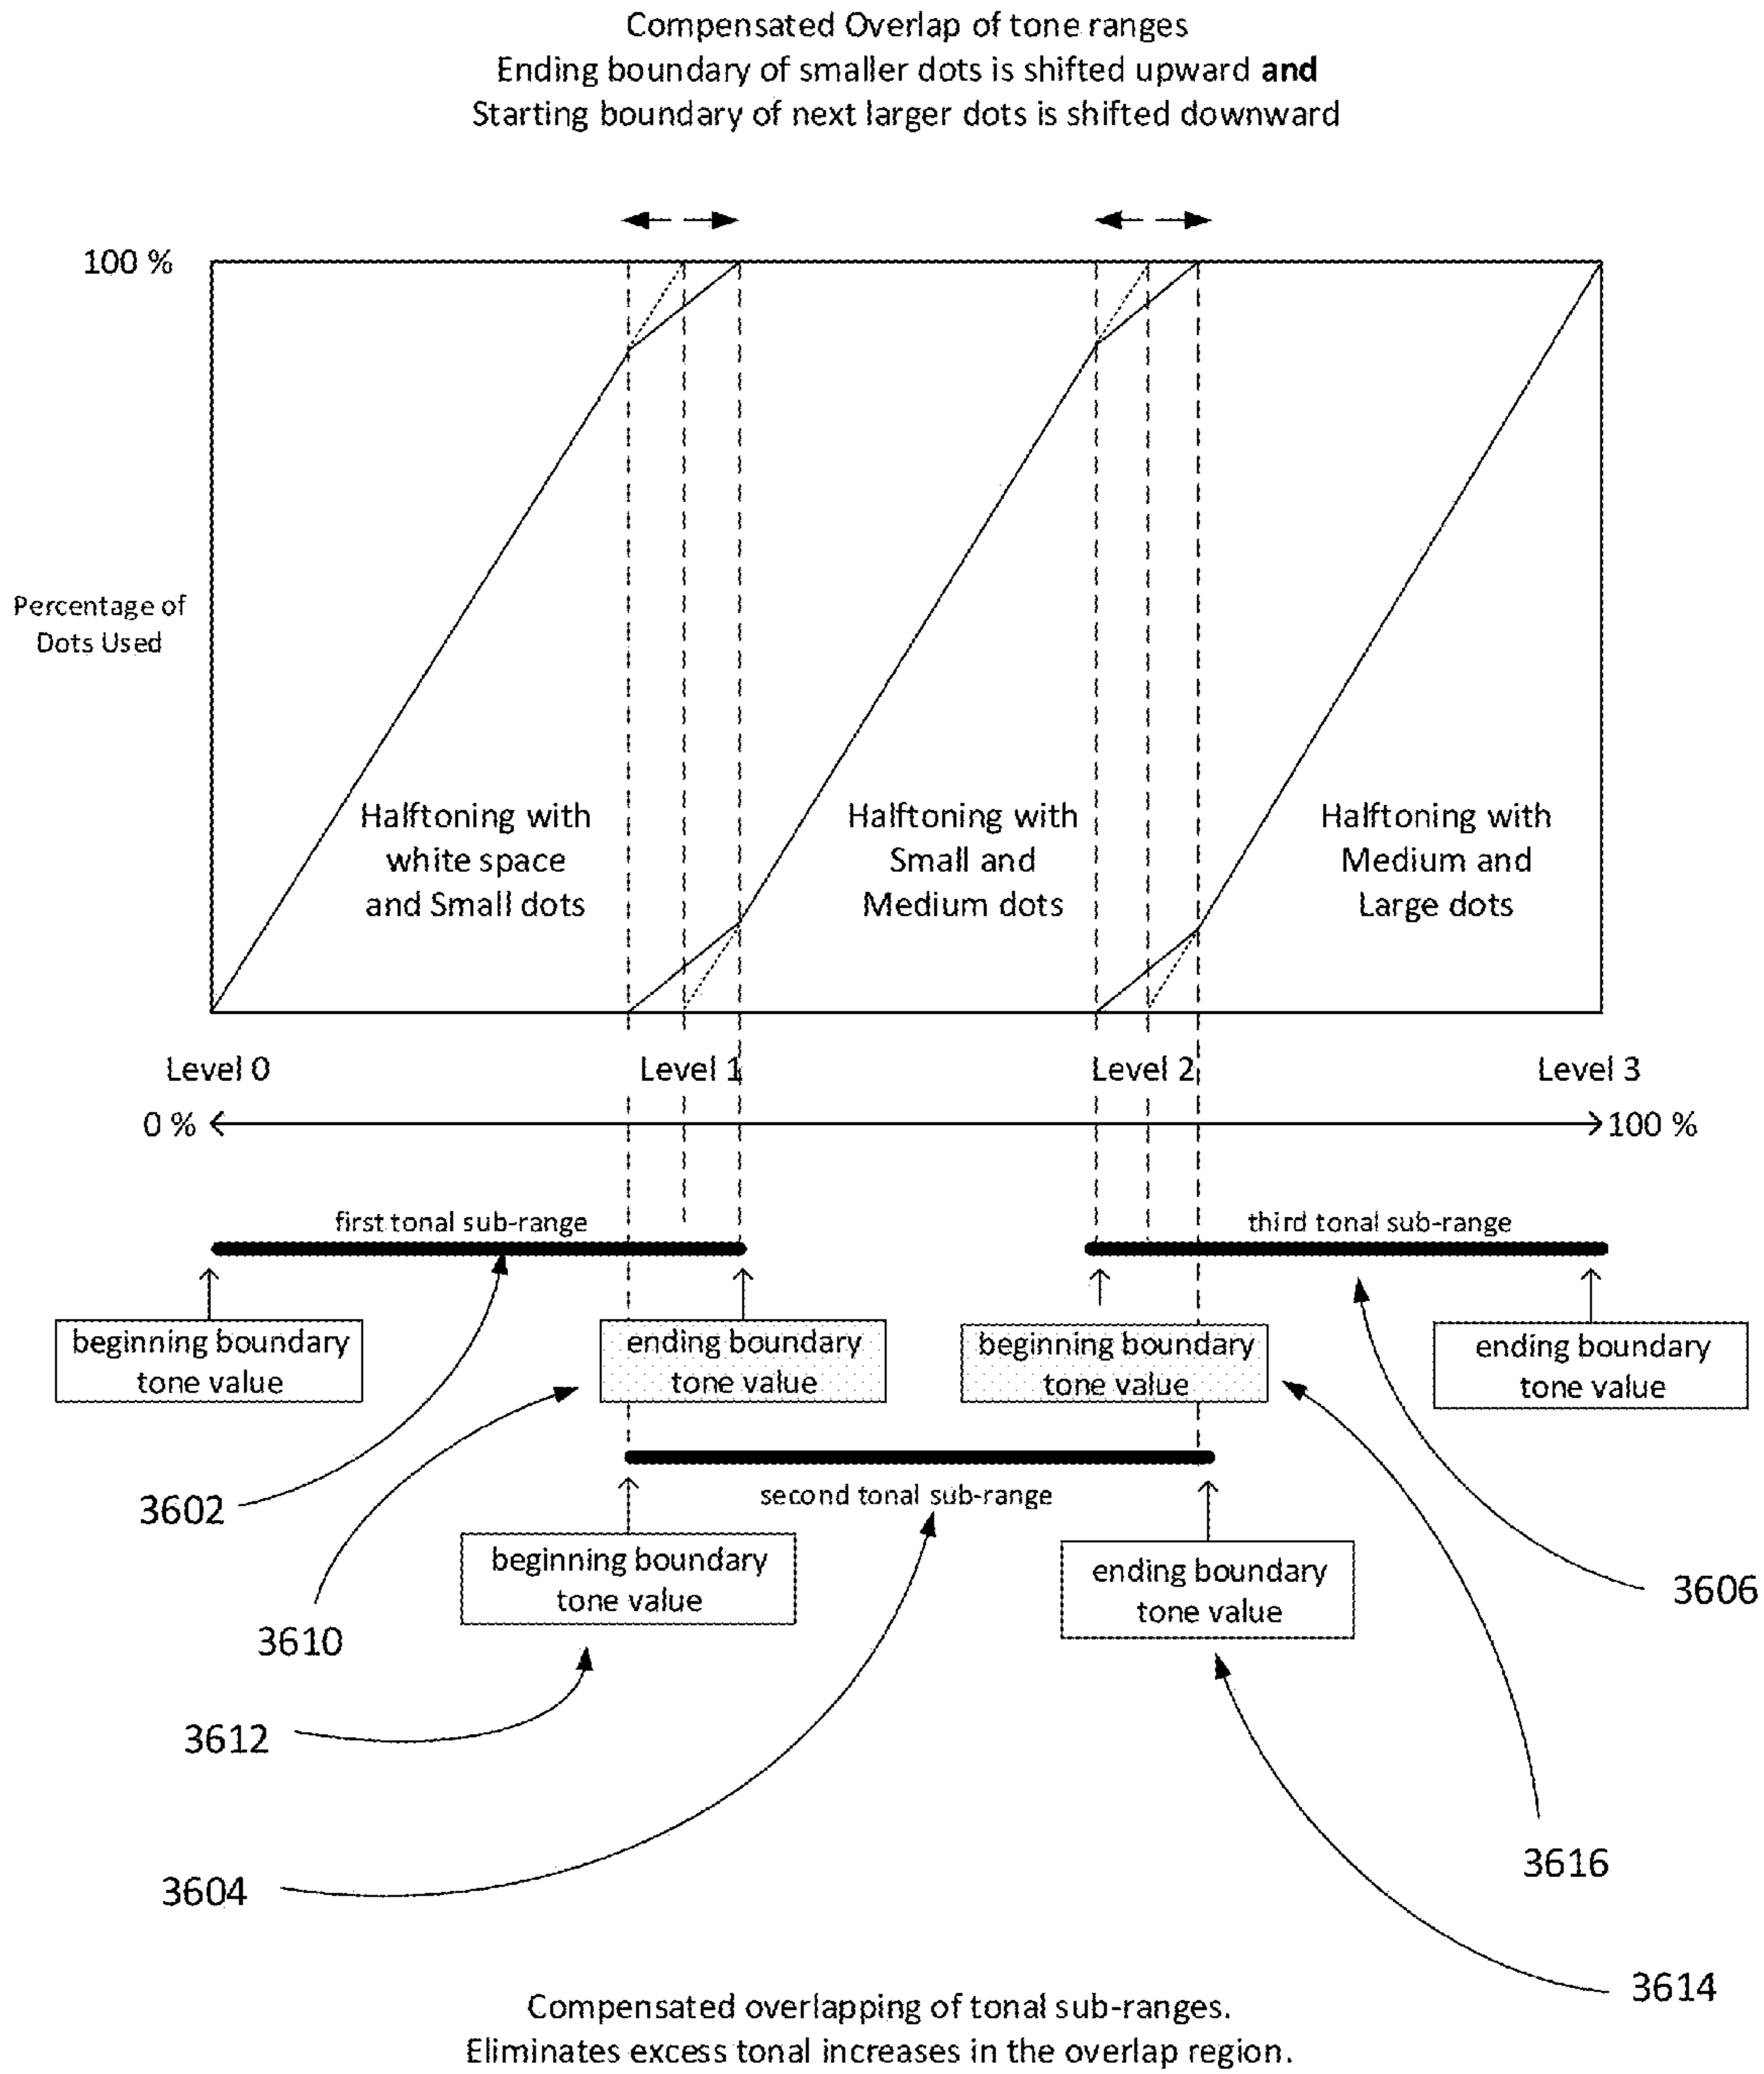 Compensated Overlap of tone ranges
Ending boundary of smaller dots is shifted upward and
Starting boundary of next larger dots is shifted downward
100 %
Percentage of
Dots Used
Halftoning with
white space
and Small dots
Halftoning with
Small and
Medium dots
Halftoning with
Medium and
Large dots
Level 0
Level 1
Level 2
Level 3
0 %
100 %
first tonal sub-range
third tonal sub-range
beginning boundary
tone value
ending boundary
tone value
beginning boundary
tone value
ending boundary
tone value
second tonal sub-range
3602
beginning boundary
tone value
ending boundary
tone value
3606
3610
3612
3616
3604
3614
Compensated overlapping of tonal sub-ranges.
Eliminates excess tonal increases in the overlap region.